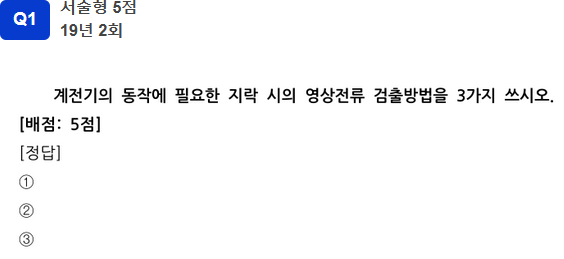 Q1
서술형 5점
19년 2회
계전기의 동작에 필요한 지락 시의 영상전류 검출방법을 3가지 쓰시오.
[배점: 5점]
[정답]
①
②
③